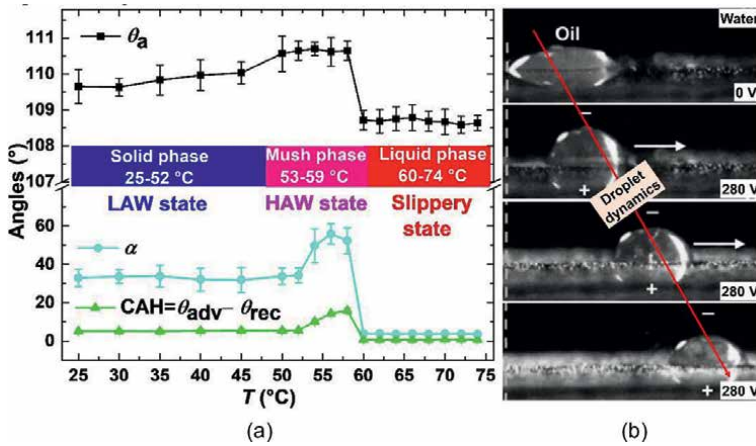 111
110
109
108
107
60
40
20
0
Angles (°)
θa
Solid phase
25-52 °C
Mush phase
53-59 °C
Liquid phase
60-74 °C
LAW state
HAW state
Slippery
state
α
CAH=θadv− θrec
25 30 35 40 45 50 55 60 65 70 75
T (°C)
(a)
Water
Oil
0 V
−
+
280 V
Droplet
dynamics
−
+
280 V
−
+
280 V
(b)